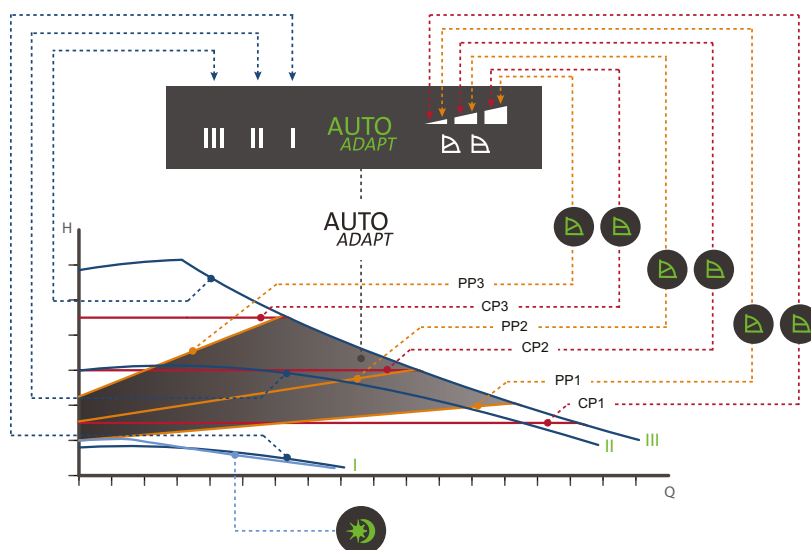 III II I AUTO
ADAPT
AUTO
ADAPT
H
PP3
CP3
PP2
CP2
PP1
CP1
III
II
I
Q